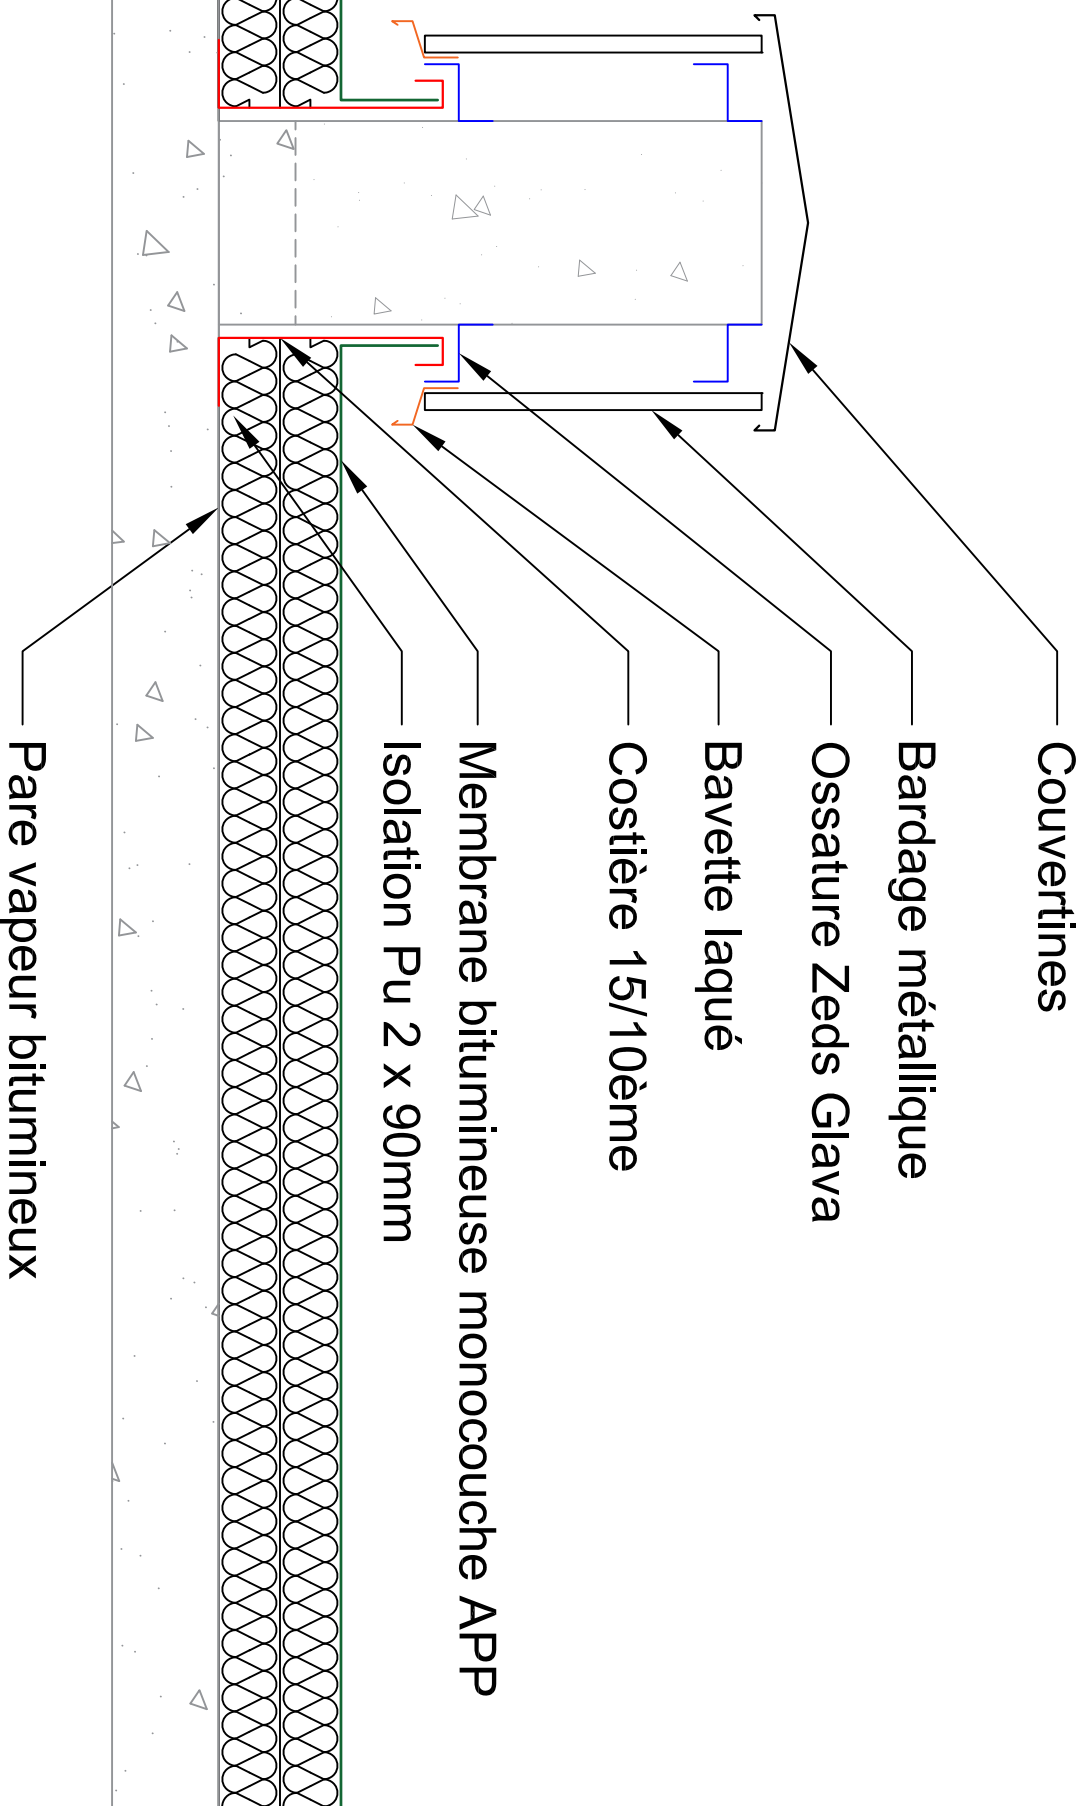 Couvertines
Bardage métallique
Ossature Zeds Glava
Bavette laqué
Costière 15/10ème
Membrane bitumineuse monocouche APP
Isolation Pu 2 x 90mm
Pare vapeur bitumineux